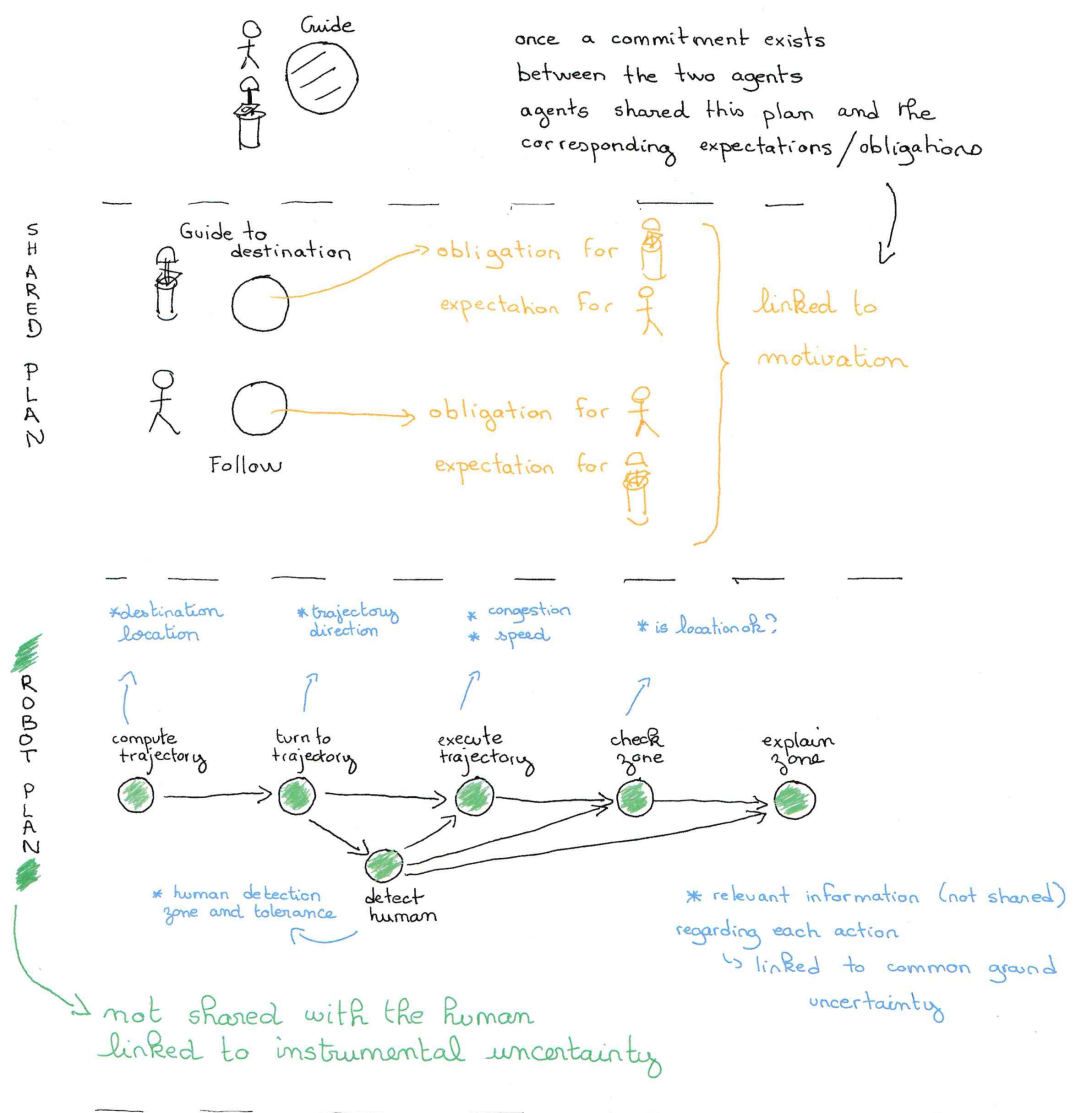 Guide
once a commitment exists
between the two agents
agents shared this plan and the
corresponding expectations/obligations
SHARED PLAN
Guide to
destination
obligation for
expectation for
linked to
motivation
obligation for
expectation for
Follow
*destination
location
*trajectory
direction
* congestion
* speed
* is location ok?
ROBOT PLAN
compute
trajectory
turn to
trajectory
execute
trajectory
check
zone
explain
zone
detect
human
* human detection
zone and tolerance
* relevant information (not shared)
regarding each action
linked to common ground
uncertainty
not shared with the human
linked to instrumental uncertainty